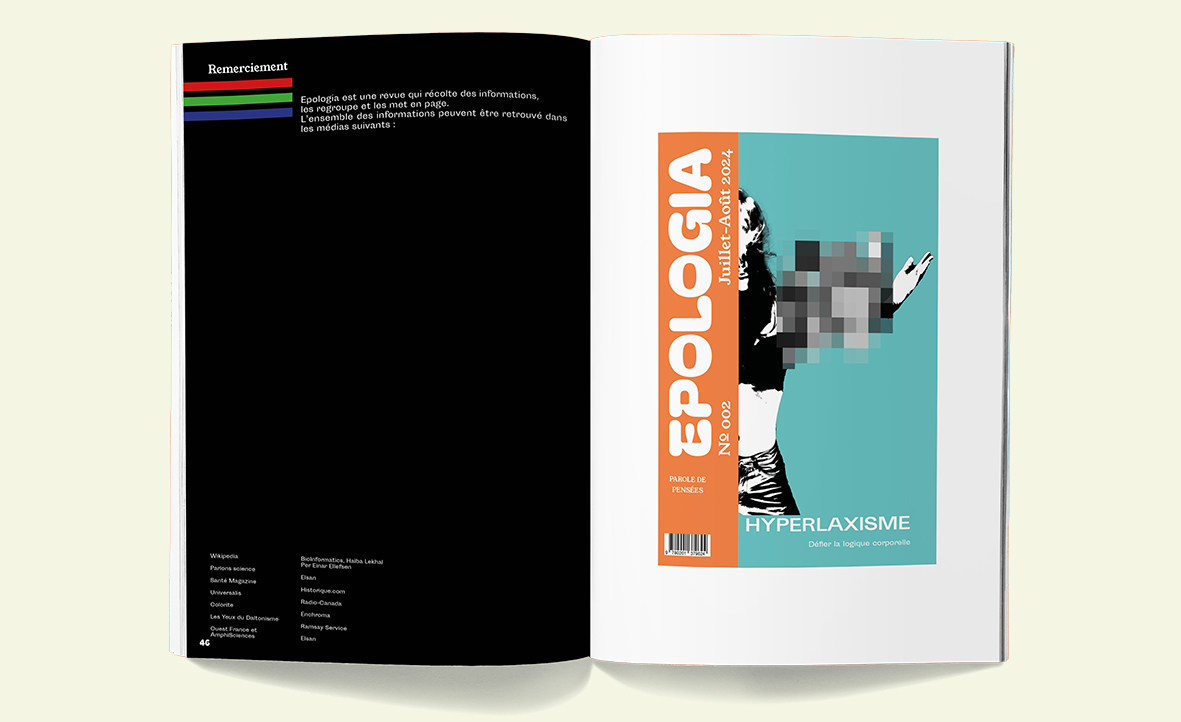 Remerciement
Epologia est une revue qui récolte des informations,
les regroupe et les met en page.
L'ensemble des informations peuvent être retrouvé dans
les médias suivants :
Wikipedia
Parlons science
Santé Magazine
Universalis
Colorite
Les Yeux du Daltonisme
Ouest France et
AmphiSciences
BioInformatics, Haïba Lekhal
Per Einar Ellefsen
Elsan
Historique.com
Radio-Canada
Enchroma
Ramsay Service
Elsan
46
EPOLOGIA
Juillet-Août 2024
Nº 002
PAROLE DE
PENSÉES
HYPERLAXISME
Défier la logique corporelle